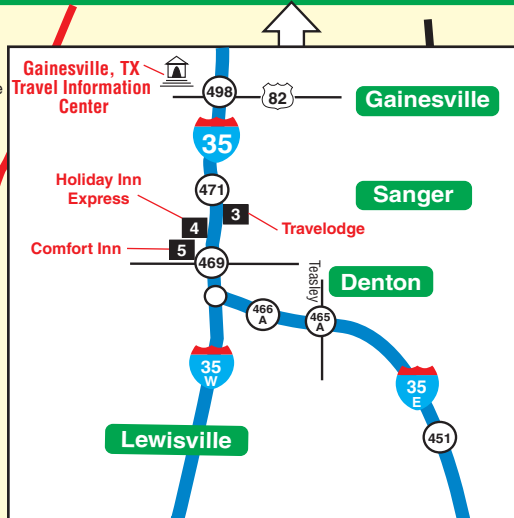 e
Gainesville, TX
Travel Information
Center
498
82
Gainesville
35
Holiday Inn
Express
471
Sanger
4
3
Travelodge
Comfort Inn
5
469
Teasley
Denton
466
A
465
A
35
W
35
E
Lewisville
451